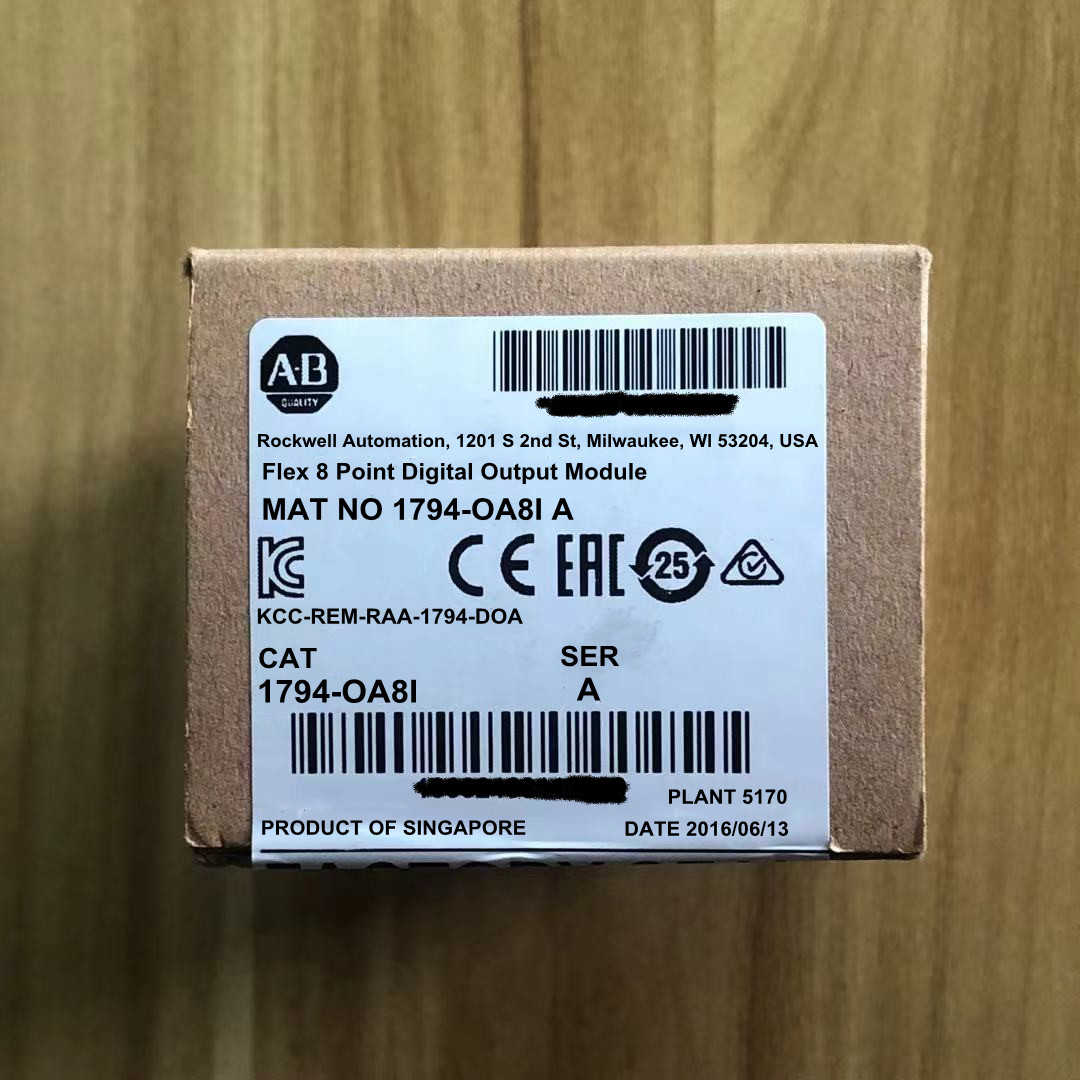 A·B
QUALITY
Rockwell Automation, 1201 S 2nd St, Milwaukee, WI 53204, USA
Flex 8 Point Digital Output Module
MAT NO 1794-OA8I A
KC CE EAC 25
KCC-REM-RAA-1794-DOA
CAT SER
1794-OA8I A
PLANT 5170
PRODUCT OF SINGAPORE DATE 2016/06/13